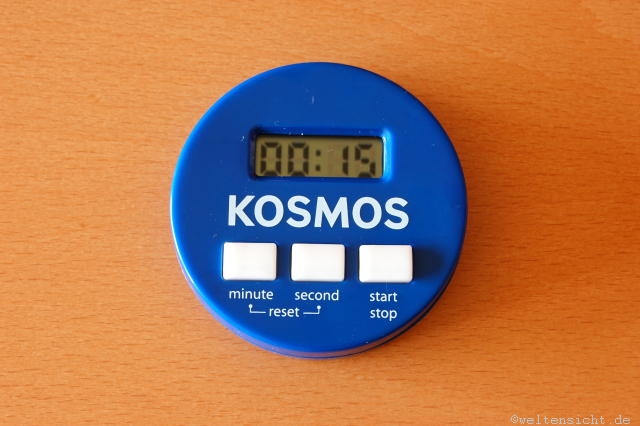 00:15
KOSMOS
minute second start
reset stop
©weltensicht.de